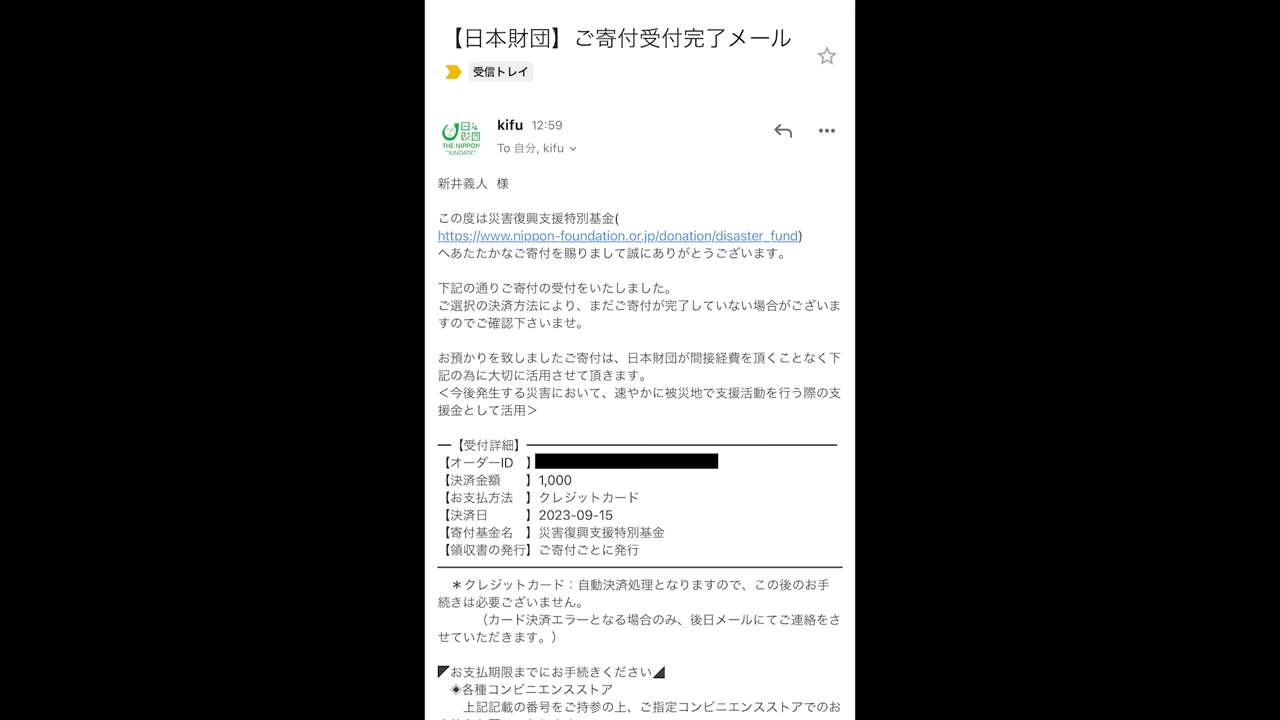 【日本財団】ご寄付受付完了メール
受信トレイ
kifu 12:59
To 自分, kifu
THE NIPPON
新井義人 様
この度は災害復興支援特別基金(
https://www.nippon-foundation.or.jp/donation/disaster_fund)
へあたたかなご寄付を賜りまして誠にありがとうございます。
下記の通りご寄付の受付をいたしました。
ご選択の決済方法により、まだご寄付が完了していない場合がございま
すのでご確認下さいませ。
お預かりを致しましたご寄付は、日本財団が間接経費を頂くことなく下
記の為に大切に活用させて頂きます。
＜今後発生する災害において、速やかに被災地で支援活動を行う際の支
援金として活用＞
━【受付詳細】━━━━━━━━━━━━━━━━━━
【オーダーID 】
【決済金額 】1,000
【お支払方法 】クレジットカード
【決済日 】2023-09-15
【寄付基金名 】災害復興支援特別基金
【領収書の発行】ご寄付ごとに発行
＊クレジットカード：自動決済処理となりますので、この後のお手
続きは必要ございません。
（カード決済エラーとなる場合のみ、後日メールにてご連絡をさ
せていただきます。）
◤お支払期限までにお手続きください◢
◈各種コンビニエンスストア
上記記載の番号をご持参の上、ご指定コンビニエンスストアでのお